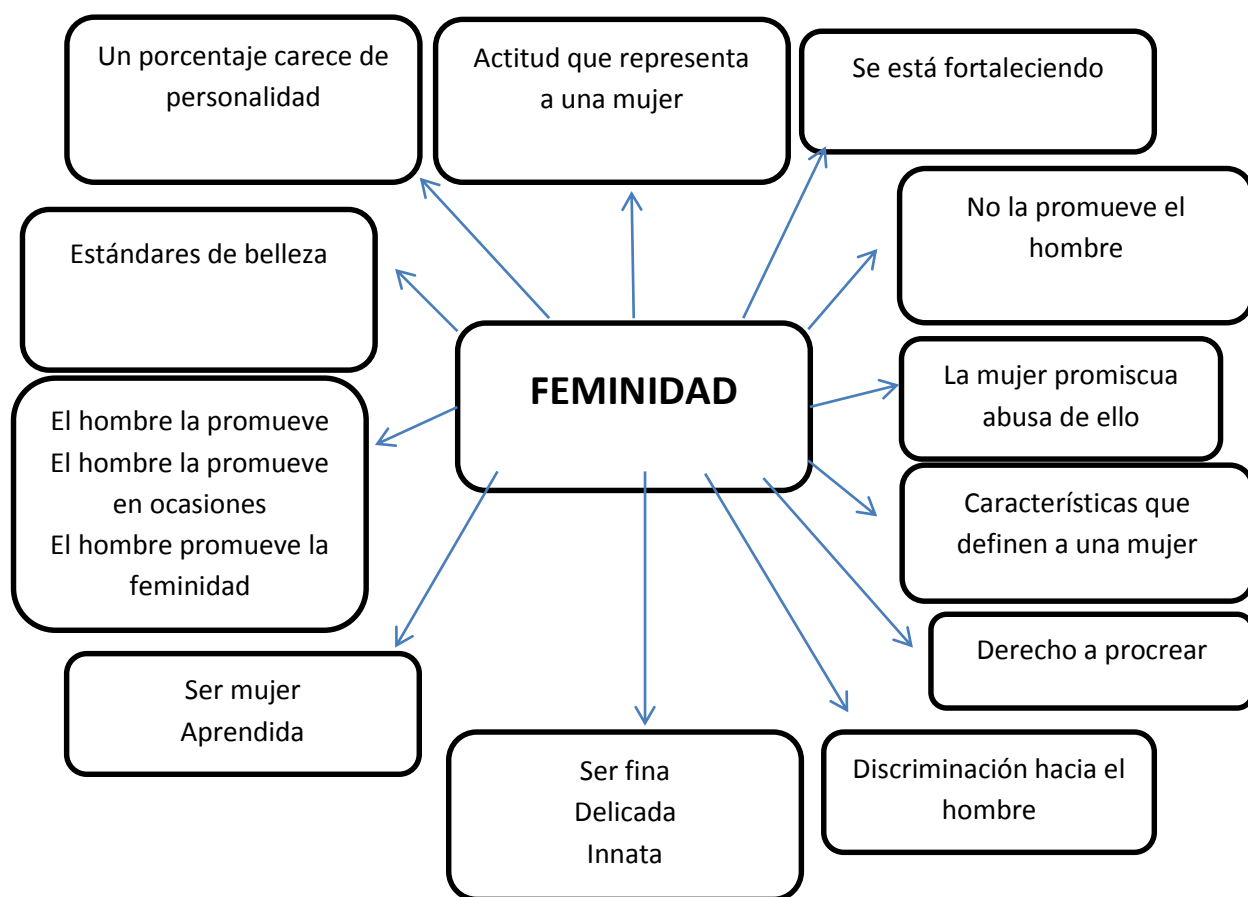 Un porcentaje carece de
personalidad
Actitud que representa
a una mujer
Se está fortaleciendo
No la promueve el
hombre
Estándares de belleza
FEMINIDAD
La mujer promiscua
abusa de ello
El hombre la promueve
El hombre la promueve
en ocasiones
El hombre promueve la
feminidad
Característicás que
definen a una mujer
Derecho a procrear
Ser mujer
Aprendida
Ser fina
Delicada
Innata
Discriminación hacia el
hombre